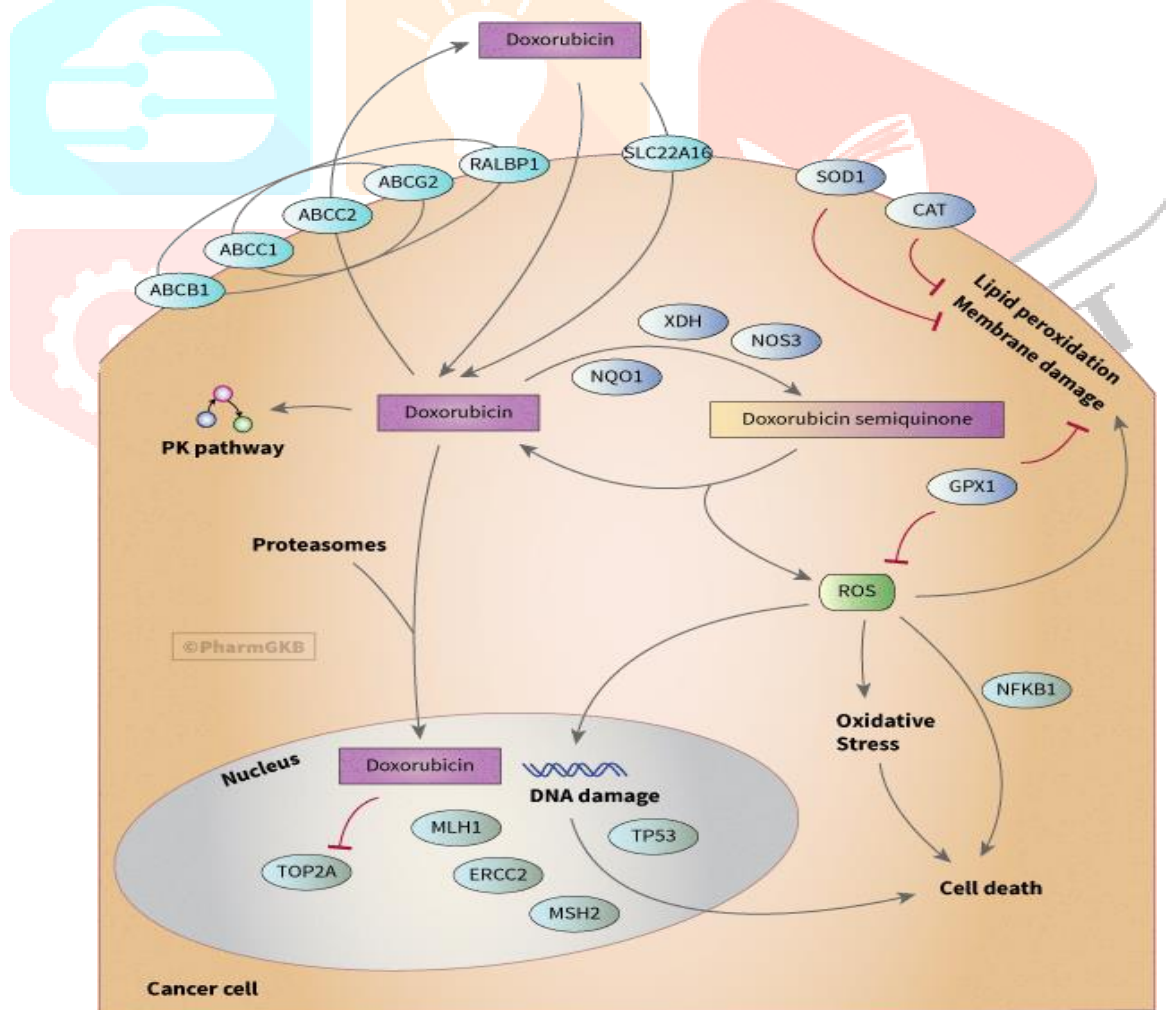 Doxorubicin
RALBP1
SLC22A16
ABCG2
SOD1
ABCC2
CAT
ABCC1
ABCB1
Lipid peroxidation
Membrane damage
XDH
NOS3
NQO1
Doxorubicin
Doxorubicin semiquinone
PK pathway
GPX1
Proteasomes
ROS
©PharmGKB
NFKB1
Oxidative
Stress
Nucleus
Doxorubicin
DNA damage
MLH1
TP53
TOP2A
ERCC2
Cell death
MSH2
Cancer cell